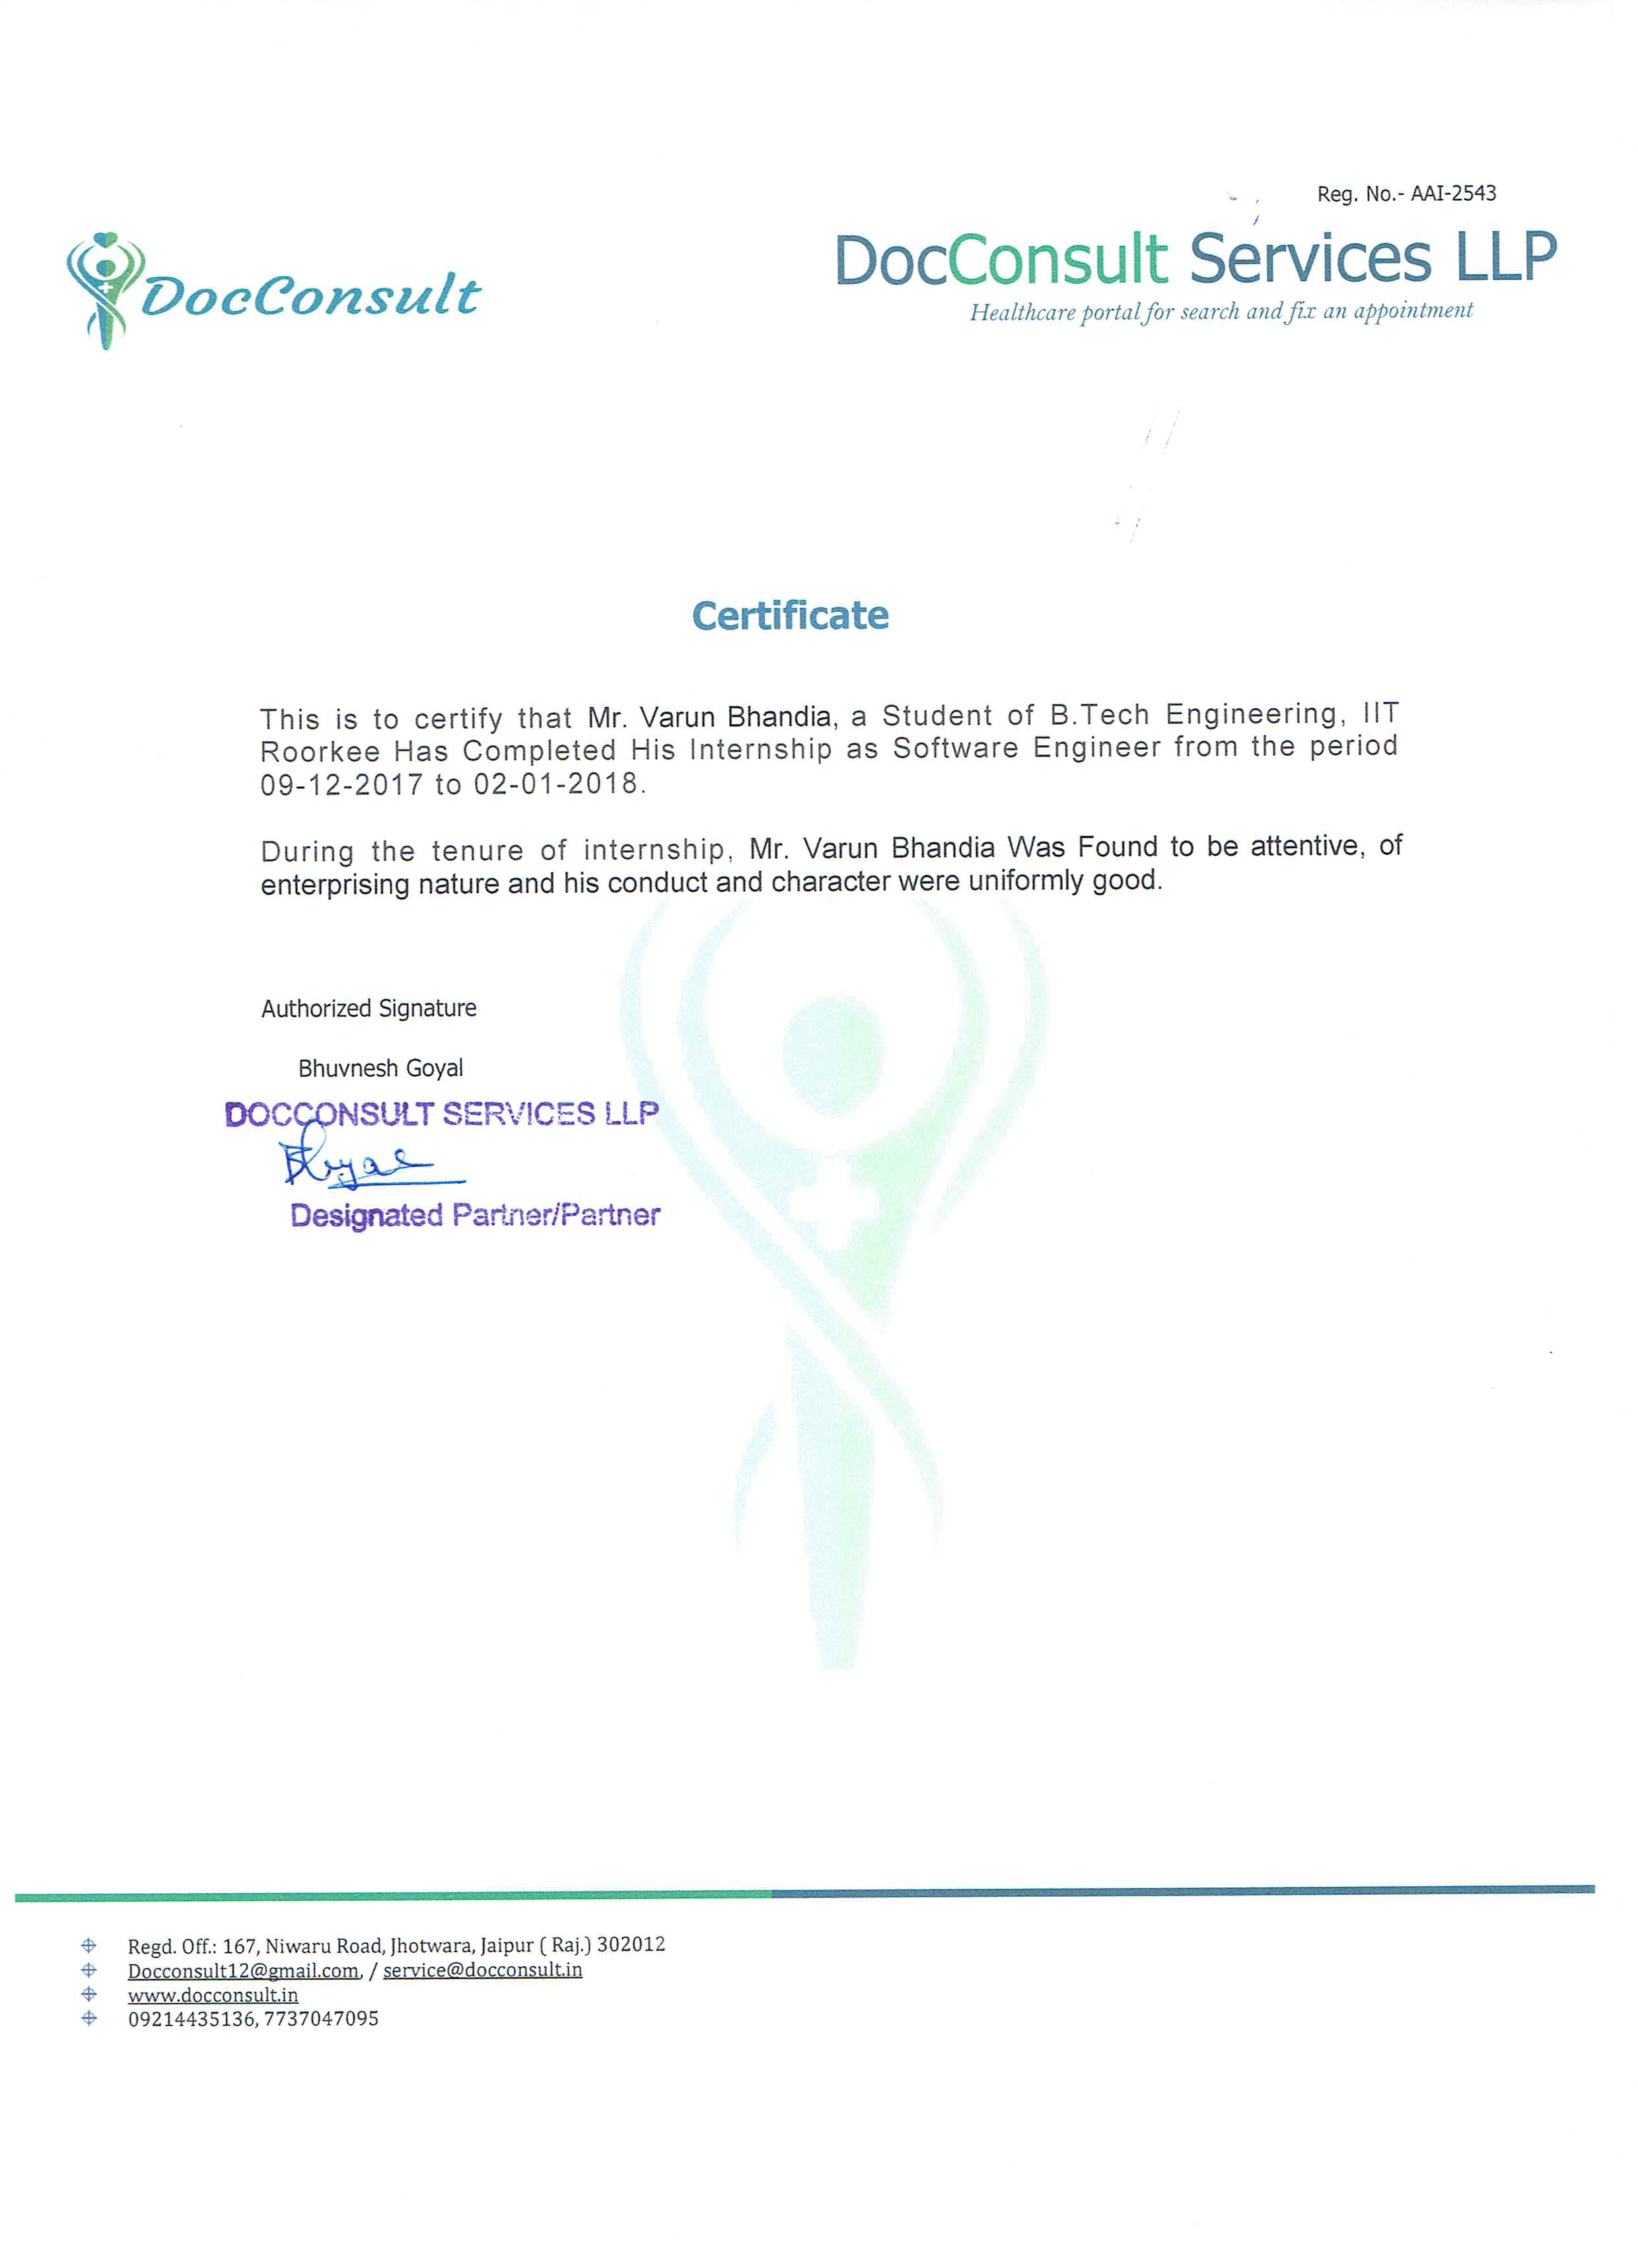 Reg. No.- AAI-2543
DocConsult
DocConsult Services LLP
Healthcare portal for search and fix an appointment
Certificate
This is to certify that Mr. Varun Bhandia, a Student of B.Tech Engineering, IIT
Roorkee Has Completed His Internship as Software Engineer from the period
09-12-2017 to 02-01-2018.
During the tenure of internship, Mr. Varun Bhandia Was Found to be attentive, of
enterprising nature and his conduct and character were uniformly good.
Authorized Signature
Bhuvnesh Goyal
DOCCONSULT SERVICES LLP
BGoyal
Designated Partner/Partner
Regd. Off.: 167, Niwaru Road, Jhotwara, Jaipur ( Raj.) 302012
Docconsult12@gmail.com, / service@docconsult.in
www.docconsult.in
09214435136, 7737047095